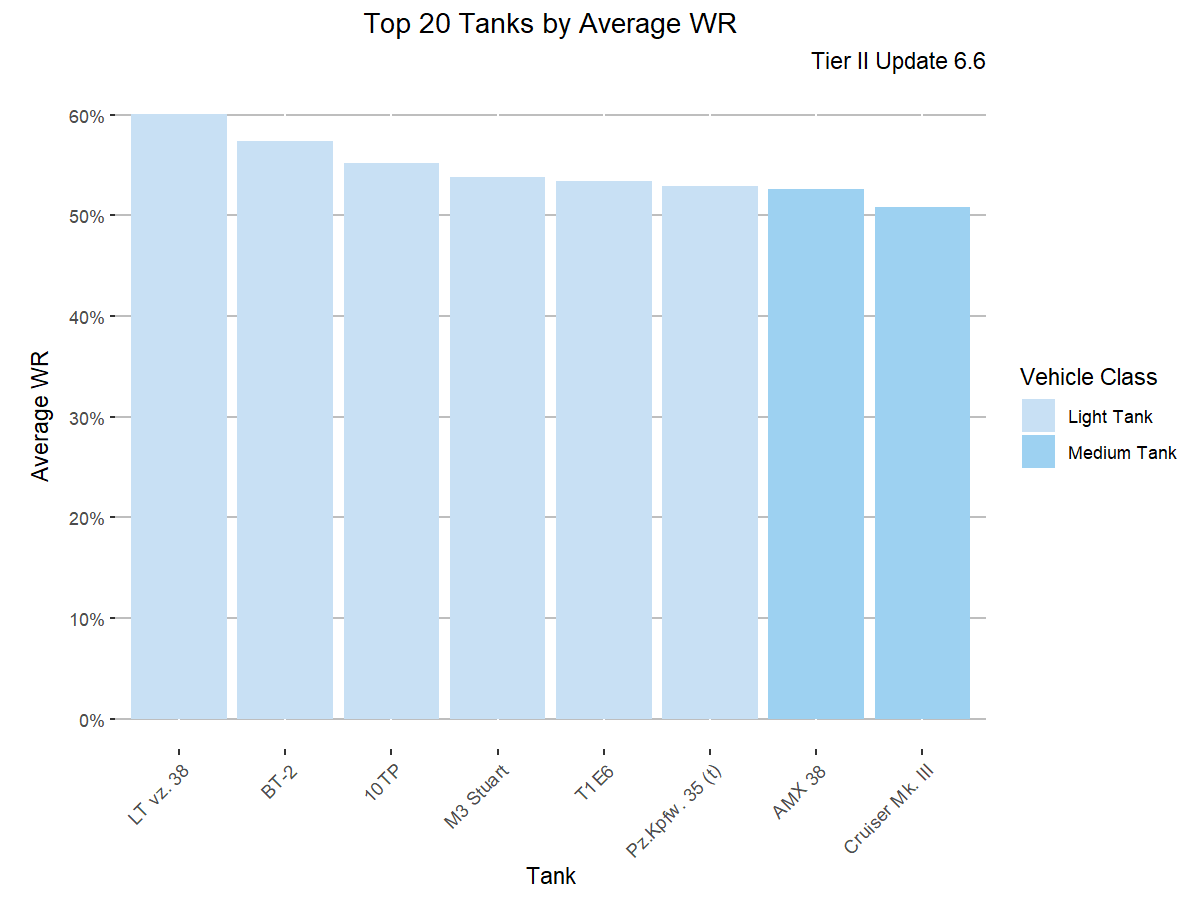 Top 20 Tanks by Average WR
Tier II Update 6.6
60%
50%
40%
30%
20%
10%
0%
Average WR
LT vz. 38
BT-2
10TP
M3 Stuart
T1E6
Pz.Kpfw. 35 (t)
AMX 38
Cruiser Mk. III
Tank
Vehicle Class
Light Tank
Medium Tank